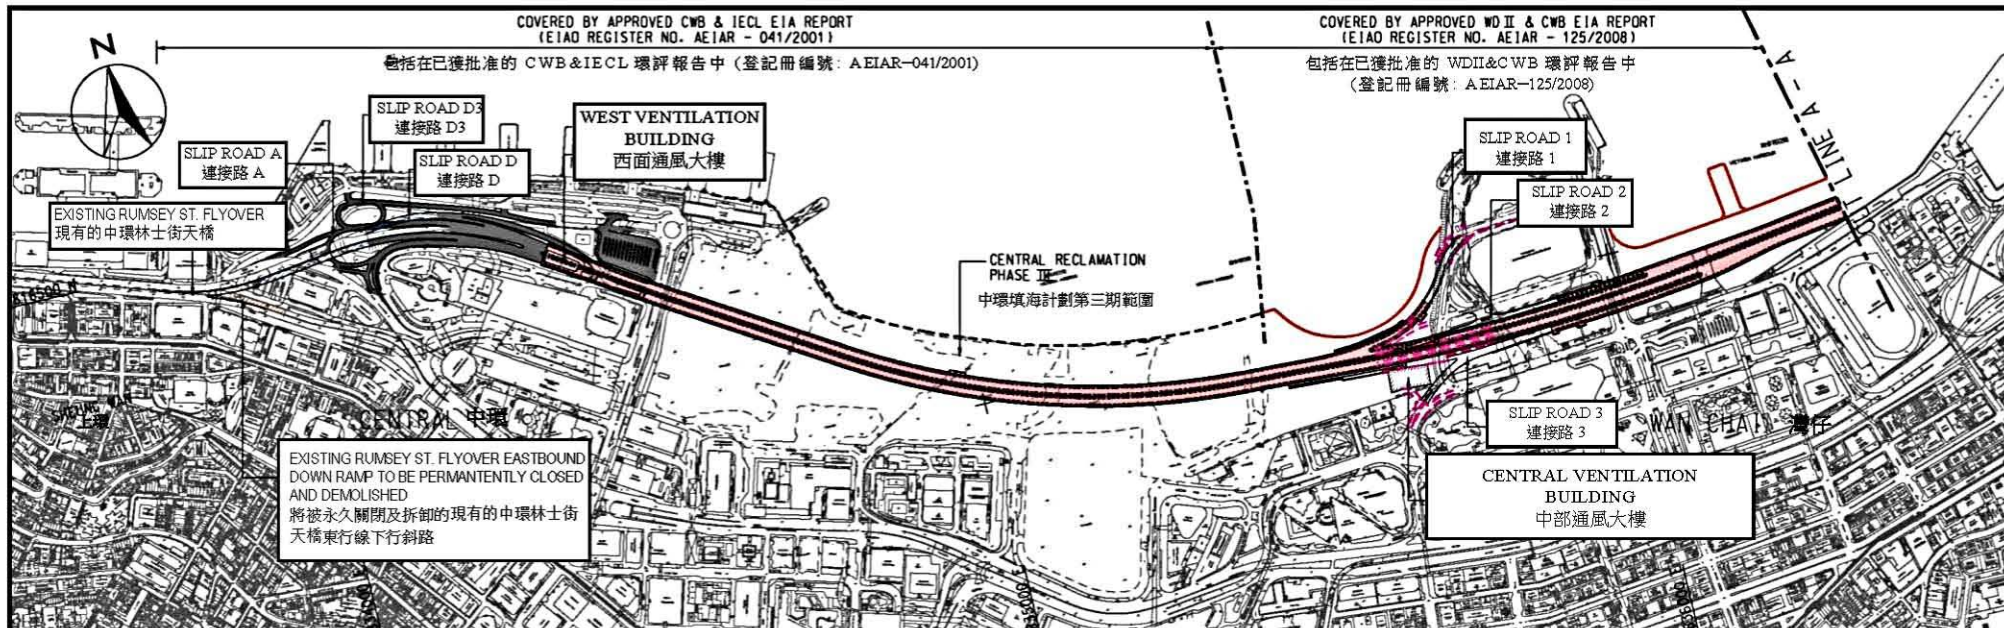 COVERED BY APPROVED CWB & IECL EIA REPORT
(EIAO REGISTER NO. AEIAR - 041/2001)
包括在已獲批准的 CWB&IECL 環評報告中 (登記冊編號: AEIAR-041/2001)
COVERED BY APPROVED WDII & CWB EIA REPORT
(EIAO REGISTER NO. AEIAR - 125/2008)
包括在已獲批准的 WDII&CWB 環評報告中
(登記冊編號: AEIAR-125/2008)
N
LINE A - A
SLIP ROAD D3
連接路 D3
WEST VENTILATION
BUILDING
西面通風大樓
SLIP ROAD A
連接路 A
SLIP ROAD D
連接路 D
SLIP ROAD 1
連接路 1
SLIP ROAD 2
連接路 2
EXISTING RUMSEY ST. FLYOVER
現有的中環林士街天橋
CENTRAL RECLAMATION
PHASE III
中環填海計劃第三期範圍
SHEUNG WAN
上環
CENTRAL 中環
SLIP ROAD 3
連接路 3
WAN CHAI 灣仔
EXISTING RUMSEY ST. FLYOVER EASTBOUND
DOWN RAMP TO BE PERMANTENTLY CLOSED
AND DEMOLISHED
將被永久關閉及拆卸的現有的中環林士街
天橋東行線下行斜路
CENTRAL VENTILATION
BUILDING
中部通風大樓